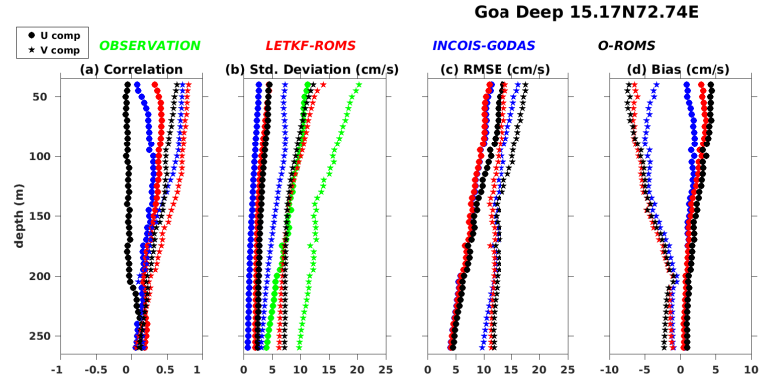 Goa Deep 15.17N72.74E
U comp
V comp
OBSERVATION LETKF-ROMS INCOIS-GODAS O-ROMS
(a) Correlation (b) Std. Deviation (cm/s) (c) RMSE (cm/s) (d) Bias (cm/s)
depth (m)
50
100
150
200
250
-1 -0.5 0 0.5 1
0 5 10 15 20 25
0 5 10 15 20 25
-10 -5 0 5 10